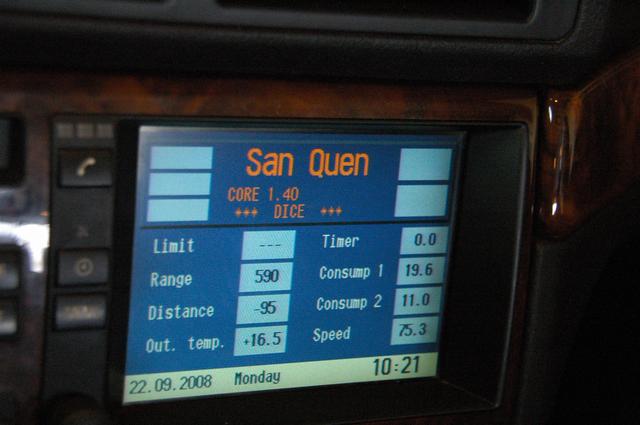 San Quen
CORE 1.40
+++ DICE +++
Limit --- Timer 0.0
Range 590 Consump 1 19.6
Distance -95 Consump 2 11.0
Out. temp. +16.5 Speed 75.3
22.09.2008 Monday 10:21